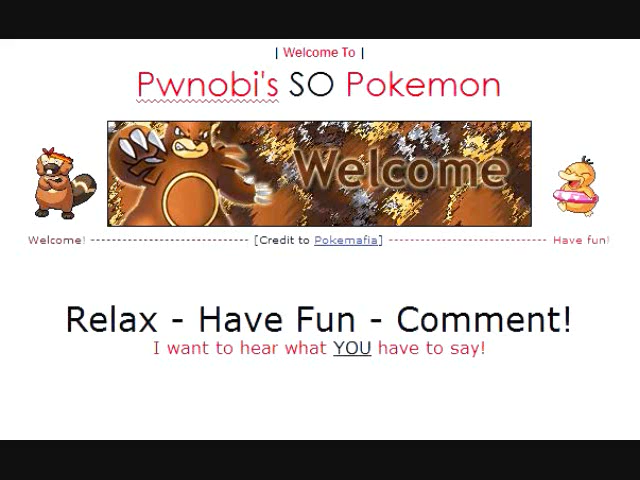 | Welcome To |
Pwnobi's SO Pokemon
Welcome
Welcome! ------------------------------ [Credit to Pokemafia] ------------------------------ Have fun!
Relax - Have Fun - Comment!
I want to hear what YOU have to say!